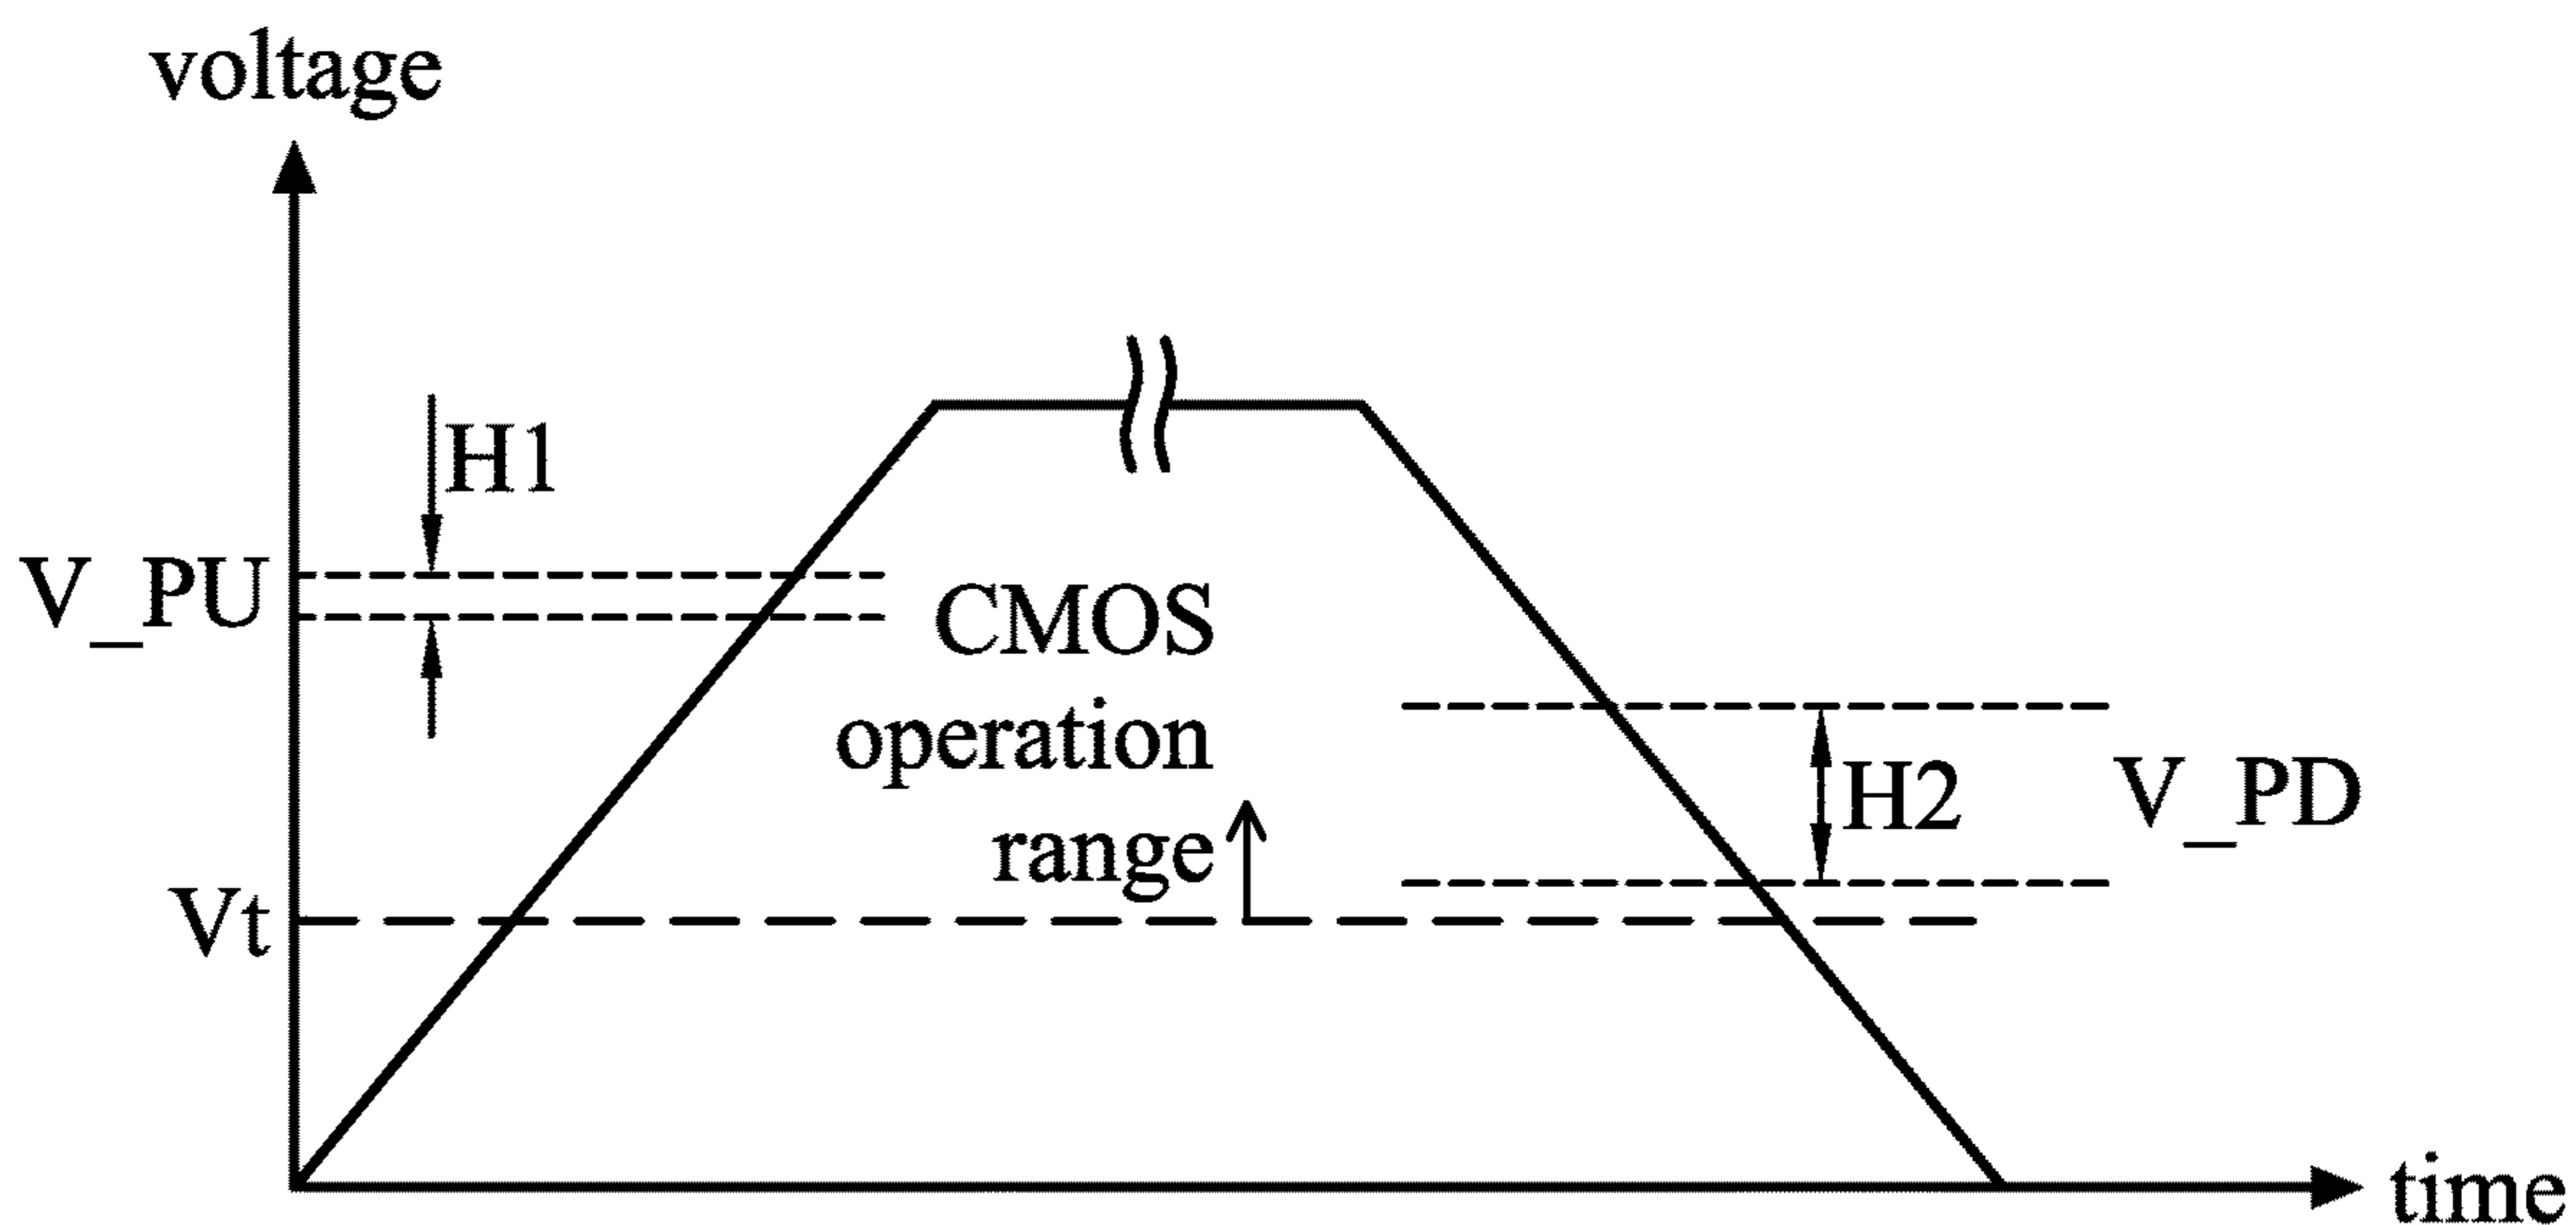 voltage
H1
V_PU
CMOS
operation
range
H2
V_PD
Vt
time